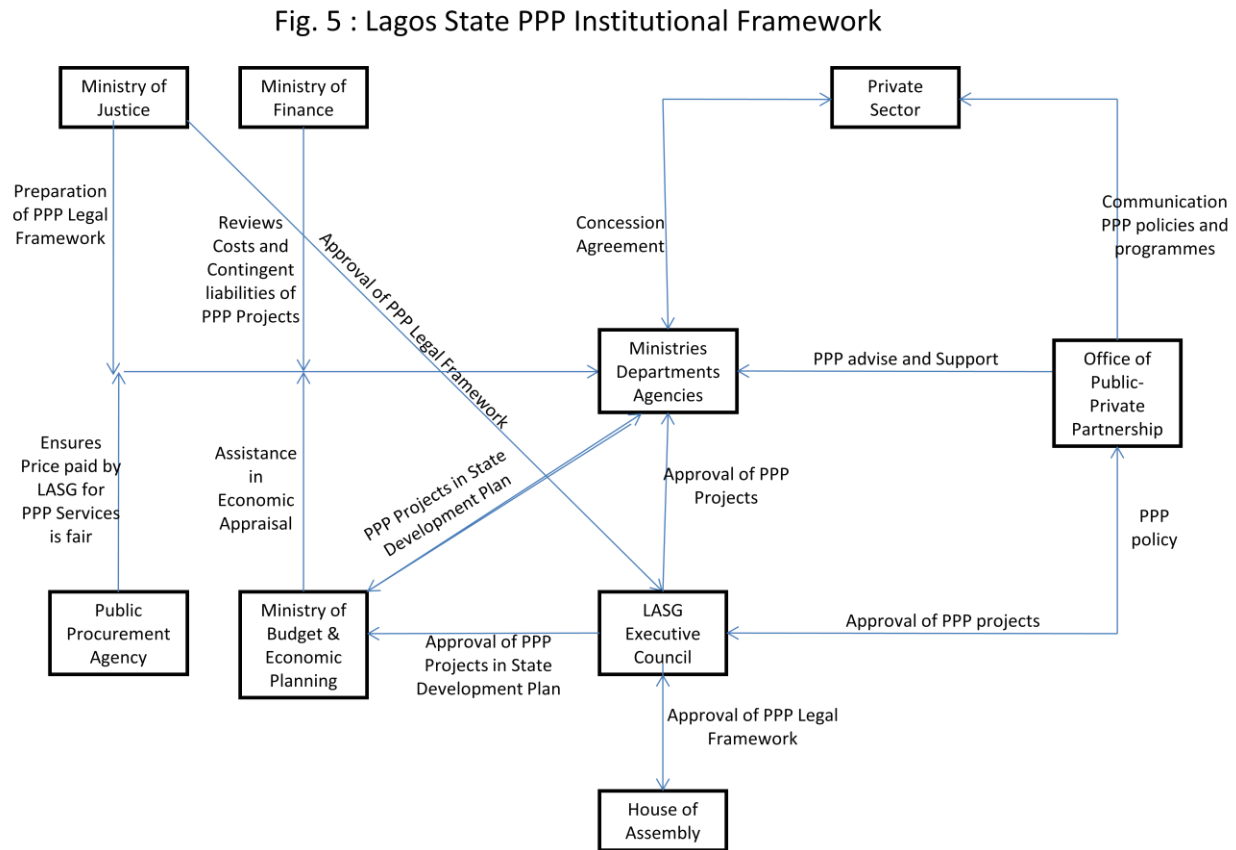 Fig. 5 : Lagos State PPP Institutional Framework
Ministry of
Justice
Ministry of
Finance
Private
Sector
Preparation
of PPP Legal
Framework
Reviews
Costs and
Contingent
liabilities of
PPP Projects
Approval of PPP Legal Framework
Concession
Agreement
Communication
PPP policies and
programmes
Ministries
Departments
Agencies
PPP advise and Support
Office of
Public-
Private
Partnership
Ensures
Price paid by
LASG for
PPP Services
is fair
Assistance
in
Economic
Appraisal
PPP Projects in State
Development Plan
Approval of PPP
Projects
PPP
policy
Public
Procurement
Agency
Ministry of
Budget &
Economic
Planning
Approval of PPP
Projects in State
Development Plan
LASG
Executive
Council
Approval of PPP projects
Approval of PPP Legal
Framework
House of
Assembly